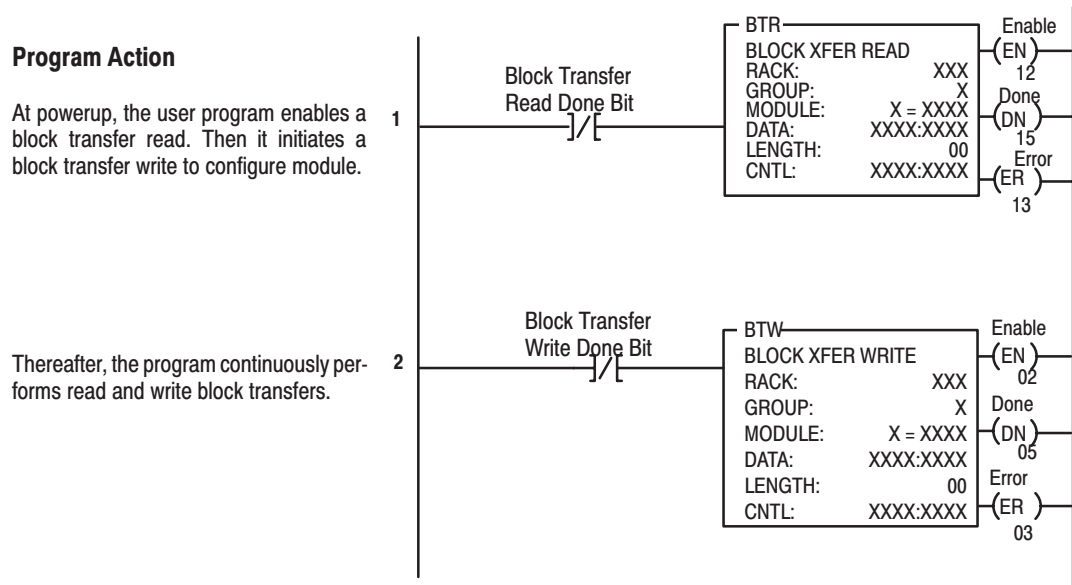 Program Action
At powerup, the user program enables a
block transfer read. Then it initiates a
block transfer write to configure module.
1
Block Transfer
Read Done Bit
BTR
BLOCK XFER READ
RACK: XXX
GROUP: X
MODULE: X = XXXX
DATA: XXXX:XXXX
LENGTH: 00
CNTL: XXXX:XXXX
Enable
EN
12
Done
DN
15
Error
ER
13
Thereafter, the program continuously per-
forms read and write block transfers.
2
Block Transfer
Write Done Bit
BTW
BLOCK XFER WRITE
RACK: XXX
GROUP: X
MODULE: X = XXXX
DATA: XXXX:XXXX
LENGTH: 00
CNTL: XXXX:XXXX
Enable
EN
02
Done
DN
05
Error
ER
03